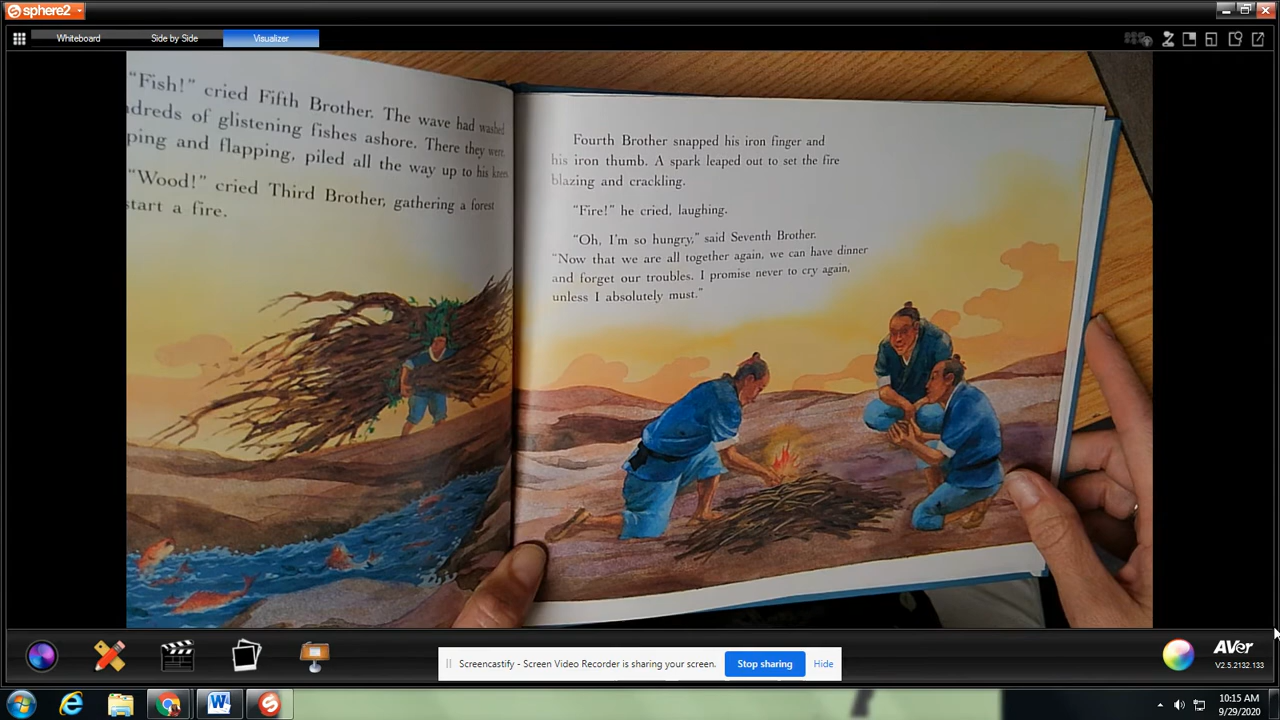 sphere2
Whiteboard
Side by Side
Visualizer
"Fish!" cried Fifth Brother. The wave had washed
dreds of glistening fishes ashore. There they were,
ping and flapping, piled all the way up to his knees.
"Wood!" cried Third Brother, gathering a forest
start a fire.
Fourth Brother snapped his iron finger and
his iron thumb. A spark leaped out to set the fire
blazing and crackling.
"Fire!" he cried, laughing.
"Oh, I'm so hungry," said Seventh Brother.
"Now that we are all together again, we can have dinner
and forget our troubles. I promise never to cry again,
unless I absolutely must."
Screencastify - Screen Video Recorder is sharing your screen.
Stop sharing
Hide
AVer
V2.5.2132.133
10:15 AM
9/29/2020